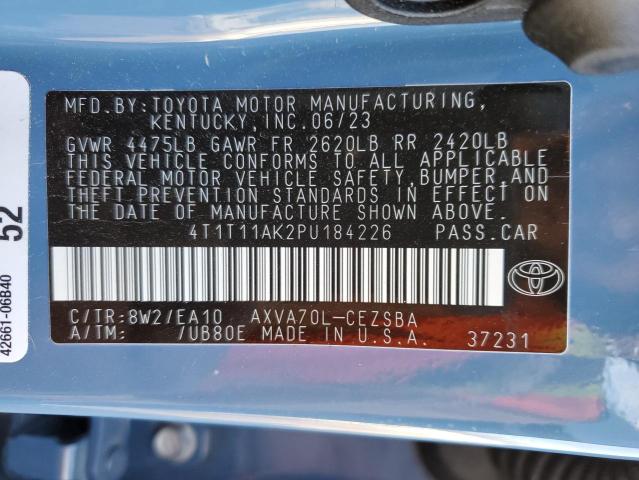 MFD.BY:TOYOTA MOTOR MANUFACTURING,
KENTUCKY, INC.06/23
GVWR 4475LB GAWR FR 2620LB RR 2420LB
THIS VEHICLE CONFORMS TO ALL APPLICABLE
FEDERAL MOTOR VEHICLE SAFETY,BUMPER,AND
THEFT PREVENTION STANDARDS IN EFFECT ON
THE DATE OF MANUFACTURE SHOWN ABOVE.
4T1T11AK2PU184226 PASS.CAR
C/TR:8W2/EA10 AXVA70L-CEZSBA
A/TM: /UB80E MADE IN U.S.A. 37231
52
42661-06B40